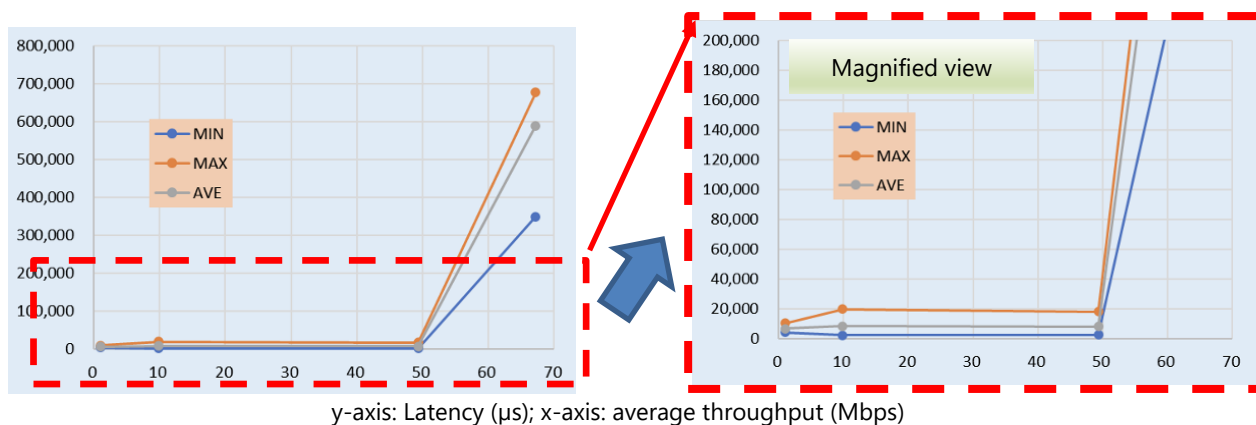 800,000
700,000
600,000
500,000
400,000
300,000
200,000
100,000
0
0 10 20 30 40 50 60 70
MIN
MAX
AVE
200,000
180,000
160,000
140,000
120,000
100,000
80,000
60,000
40,000
20,000
0
0 10 20 30 40 50 60 70
Magnified view
MIN
MAX
AVE
y-axis: Latency (μs); x-axis: average throughput (Mbps)